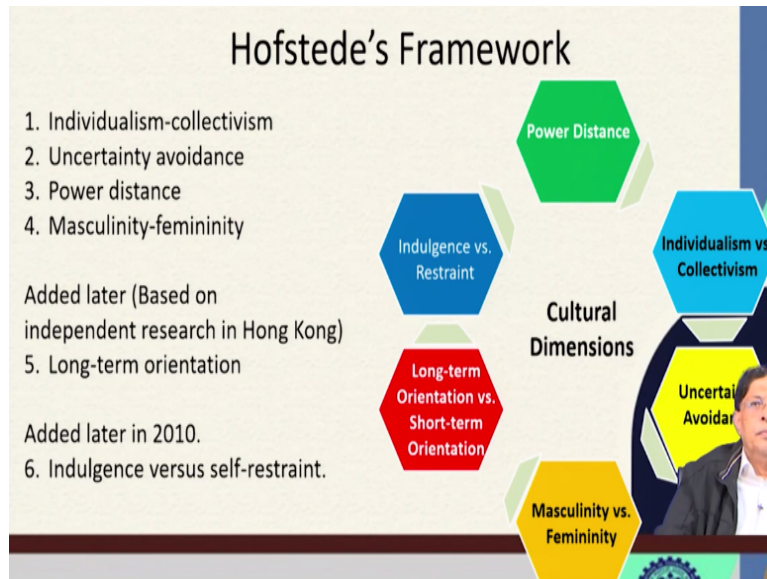 Hofstede's Framework
1. Individualism-collectivism
2. Uncertainty avoidance
3. Power distance
4. Masculinity-femininity
Added later (Based on
independent research in Hong Kong)
5. Long-term orientation
Added later in 2010.
6. Indulgence versus self-restraint.
Power Distance
Individualism vs
Collectivism
Indulgence vs.
Restraint
Cultural
Dimensions
Long-term
Orientation vs.
Short-term
Orientation
Masculinity vs.
Femininity